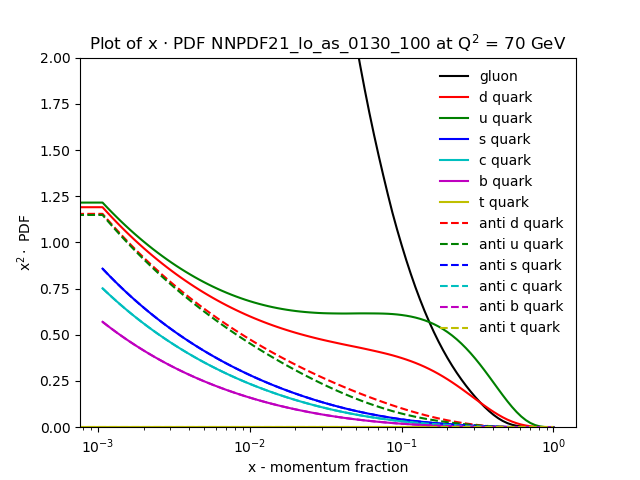 Plot of x · PDF NNPDF21_lo_as_0130_100 at Q² = 70 GeV
2.00
1.75
1.50
1.25
1.00
0.75
0.50
0.25
0.00
x² · PDF
gluon
d quark
u quark
s quark
c quark
b quark
t quark
anti d quark
anti u quark
anti s quark
anti c quark
anti b quark
anti t quark
10⁻³ 10⁻² 10⁻¹ 10⁰
x - momentum fraction